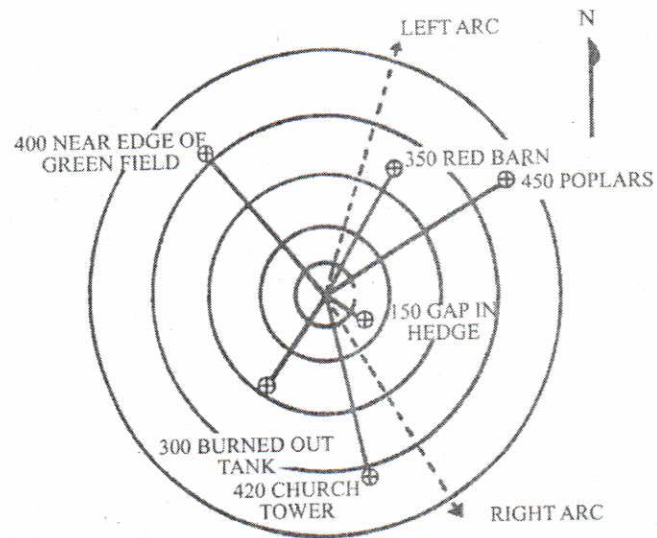 LEFT ARC
N
400 NEAR EDGE OF
GREEN FIELD
350 RED BARN
450 POPLARS
150 GAP IN
HEDGE
300 BURNED OUT
TANK
420 CHURCH
TOWER
RIGHT ARC